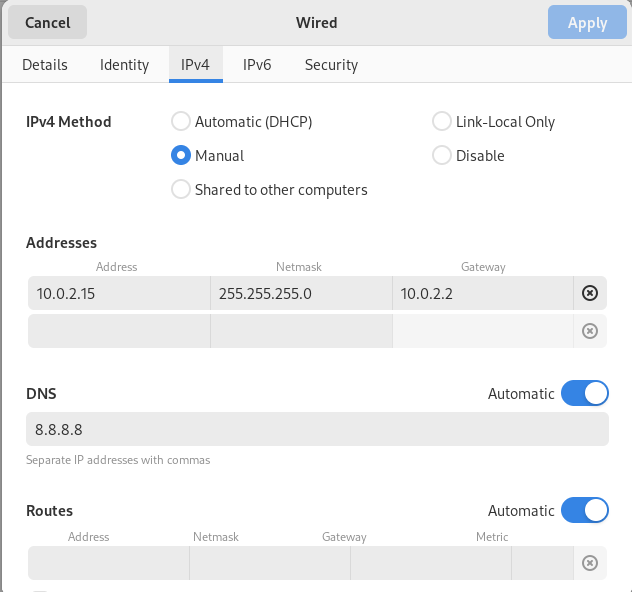 Cancel Wired Apply
Details Identity IPv4 IPv6 Security
IPv4 Method Automatic (DHCP) Link-Local Only
Manual Disable
Shared to other computers
Addresses
Address Netmask Gateway
10.0.2.15 255.255.255.0 10.0.2.2
DNS Automatic
8.8.8.8
Separate IP addresses with commas
Routes Automatic
Address Netmask Gateway Metric